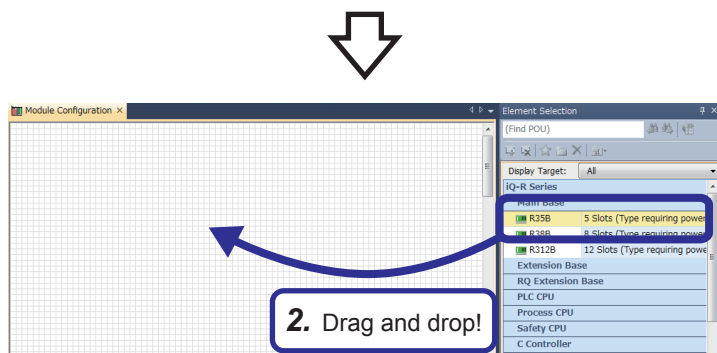 Module Configuration ×
Element Selection
(Find POU)
Display Target: All
iQ-R Series
Main Base
R35B 5 Slots (Type requiring power
R38B 8 Slots (Type requiring power
R312B 12 Slots (Type requiring powe
Extension Base
RQ Extension Base
PLC CPU
Process CPU
Safety CPU
C Controller
2. Drag and drop!